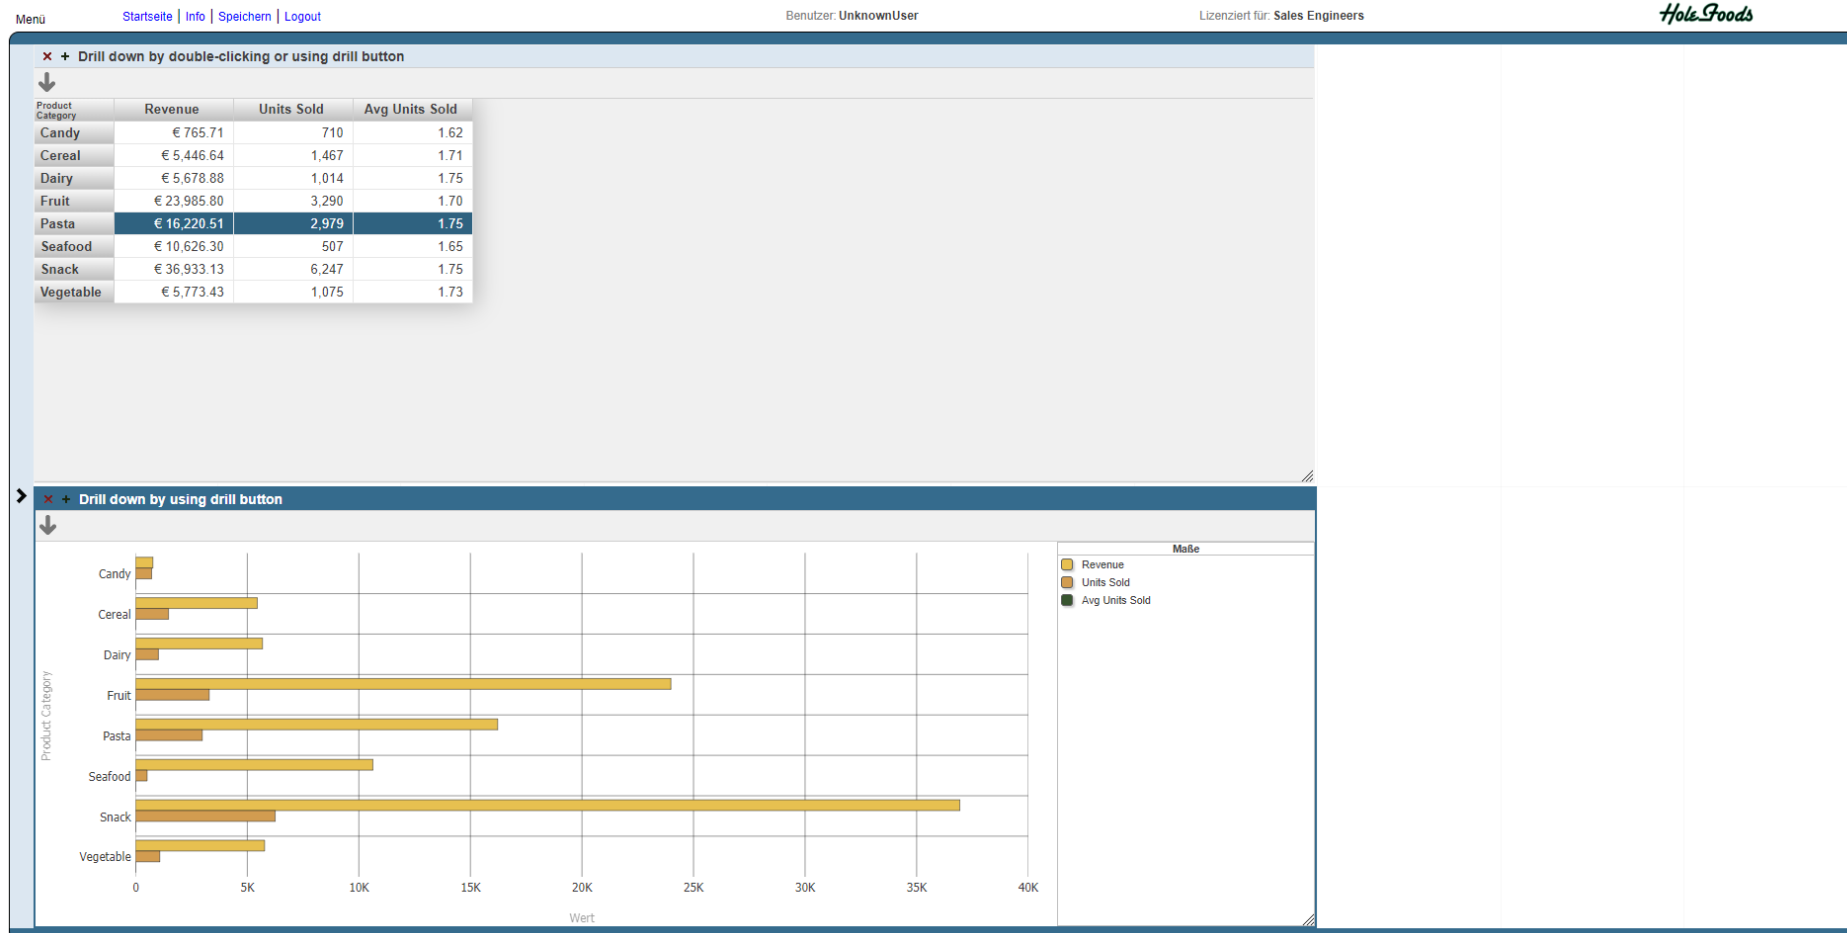 Menü Startseite | Info | Speichern | Logout Benutzer: UnknownUser Lizenziert für: Sales Engineers HoleFoods
× + Drill down by double-clicking or using drill button
Product Category Revenue Units Sold Avg Units Sold
Candy € 765.71 710 1.62
Cereal € 5,446.64 1,467 1.71
Dairy € 5,678.88 1,014 1.75
Fruit € 23,985.80 3,290 1.70
Pasta € 16,220.51 2,979 1.75
Seafood € 10,626.30 507 1.65
Snack € 36,933.13 6,247 1.75
Vegetable € 5,773.43 1,075 1.73
× + Drill down by using drill button
Maße
Revenue
Units Sold
Avg Units Sold
Product Category
Candy
Cereal
Dairy
Fruit
Pasta
Seafood
Snack
Vegetable
0 5K 10K 15K 20K 25K 30K 35K 40K
Wert